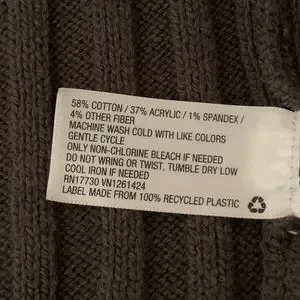 58% COTTON / 37% ACRYLIC / 1% SPANDEX /
4% OTHER FIBER
MACHINE WASH COLD WITH LIKE COLORS
GENTLE CYCLE
ONLY NON-CHLORINE BLEACH IF NEEDED
DO NOT WRING OR TWIST, TUMBLE DRY LOW
COOL IRON IF NEEDED
RN17730 VN1261424
LABEL MADE FROM 100% RECYCLED PLASTIC